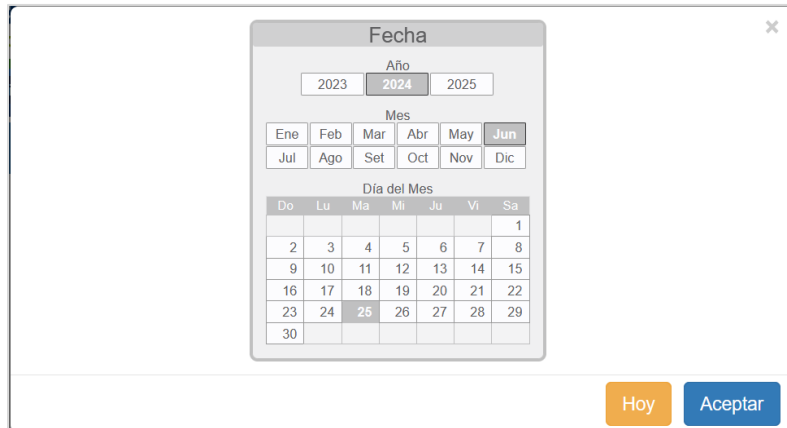 Fecha
×
Año
2023 2024 2025
Mes
Ene Feb Mar Abr May Jun
Jul Ago Set Oct Nov Dic
Día del Mes
Do Lu Ma Mi Ju Vi Sa
1
2 3 4 5 6 7 8
9 10 11 12 13 14 15
16 17 18 19 20 21 22
23 24 25 26 27 28 29
30
Hoy Aceptar